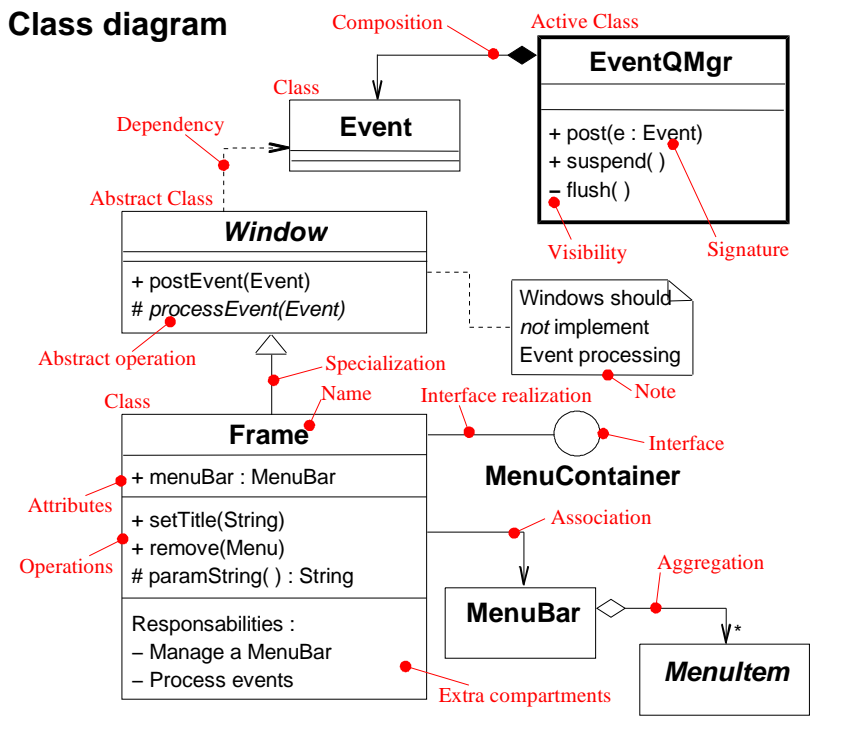 Class diagram
Composition
Active Class
EventQMgr
+ post(e : Event)
+ suspend( )
– flush( )
Visibility
Signature
Class
Event
Dependency
Abstract Class
Window
+ postEvent(Event)
# processEvent(Event)
Abstract operation
Windows should
not implement
Event processing
Note
Specialization
Class
Name
Frame
+ menuBar : MenuBar
Attributes
+ setTitle(String)
+ remove(Menu)
# paramString( ) : String
Operations
Responsabilities :
– Manage a MenuBar
– Process events
Extra compartments
Interface realization
Interface
MenuContainer
Association
MenuBar
Aggregation
*
MenuItem